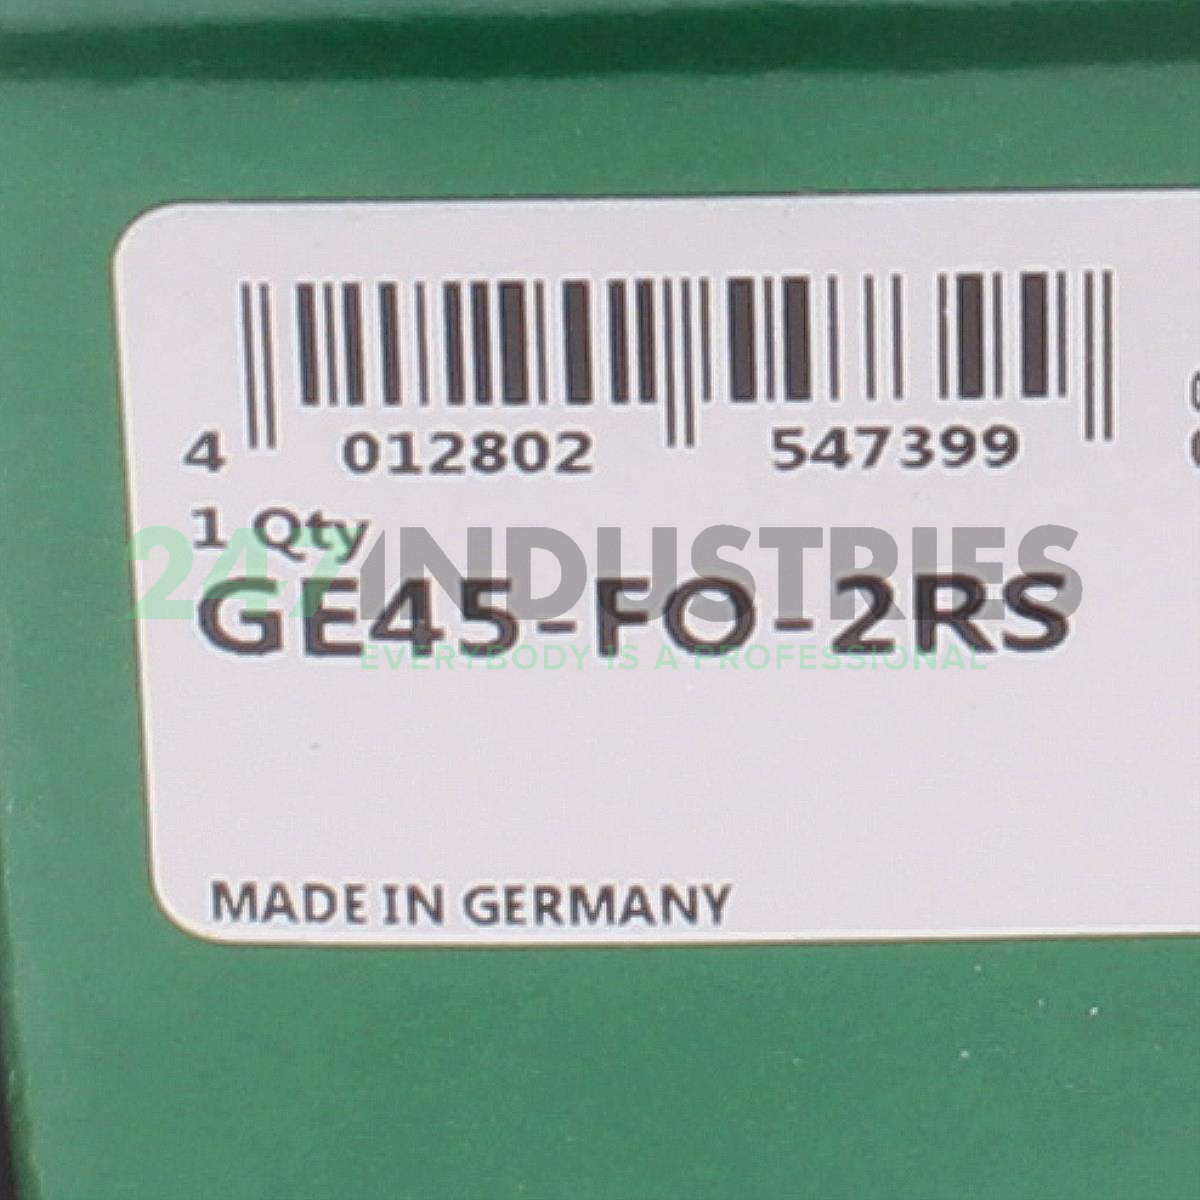 4 012802 547399
1 Qty
247INDUSTRIES
GE45-FO-2RS
EVERYBODY IS A PROFESSIONAL
MADE IN GERMANY